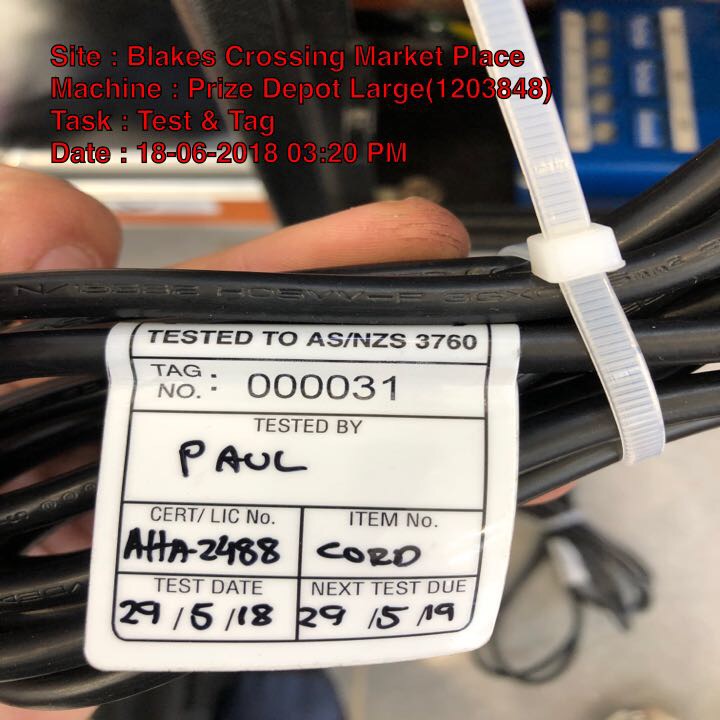 Site : Blakes Crossing Market Place
Machine : Prize Depot Large(1203848)
Task : Test & Tag
Date : 18-06-2018 03:20 PM
TESTED TO AS/NZS 3760
TAG NO. : 000031
TESTED BY
PAUL
CERT/ LIC No. ITEM No.
AHA-2488 CORD
TEST DATE NEXT TEST DUE
29/5/18 29/5/19